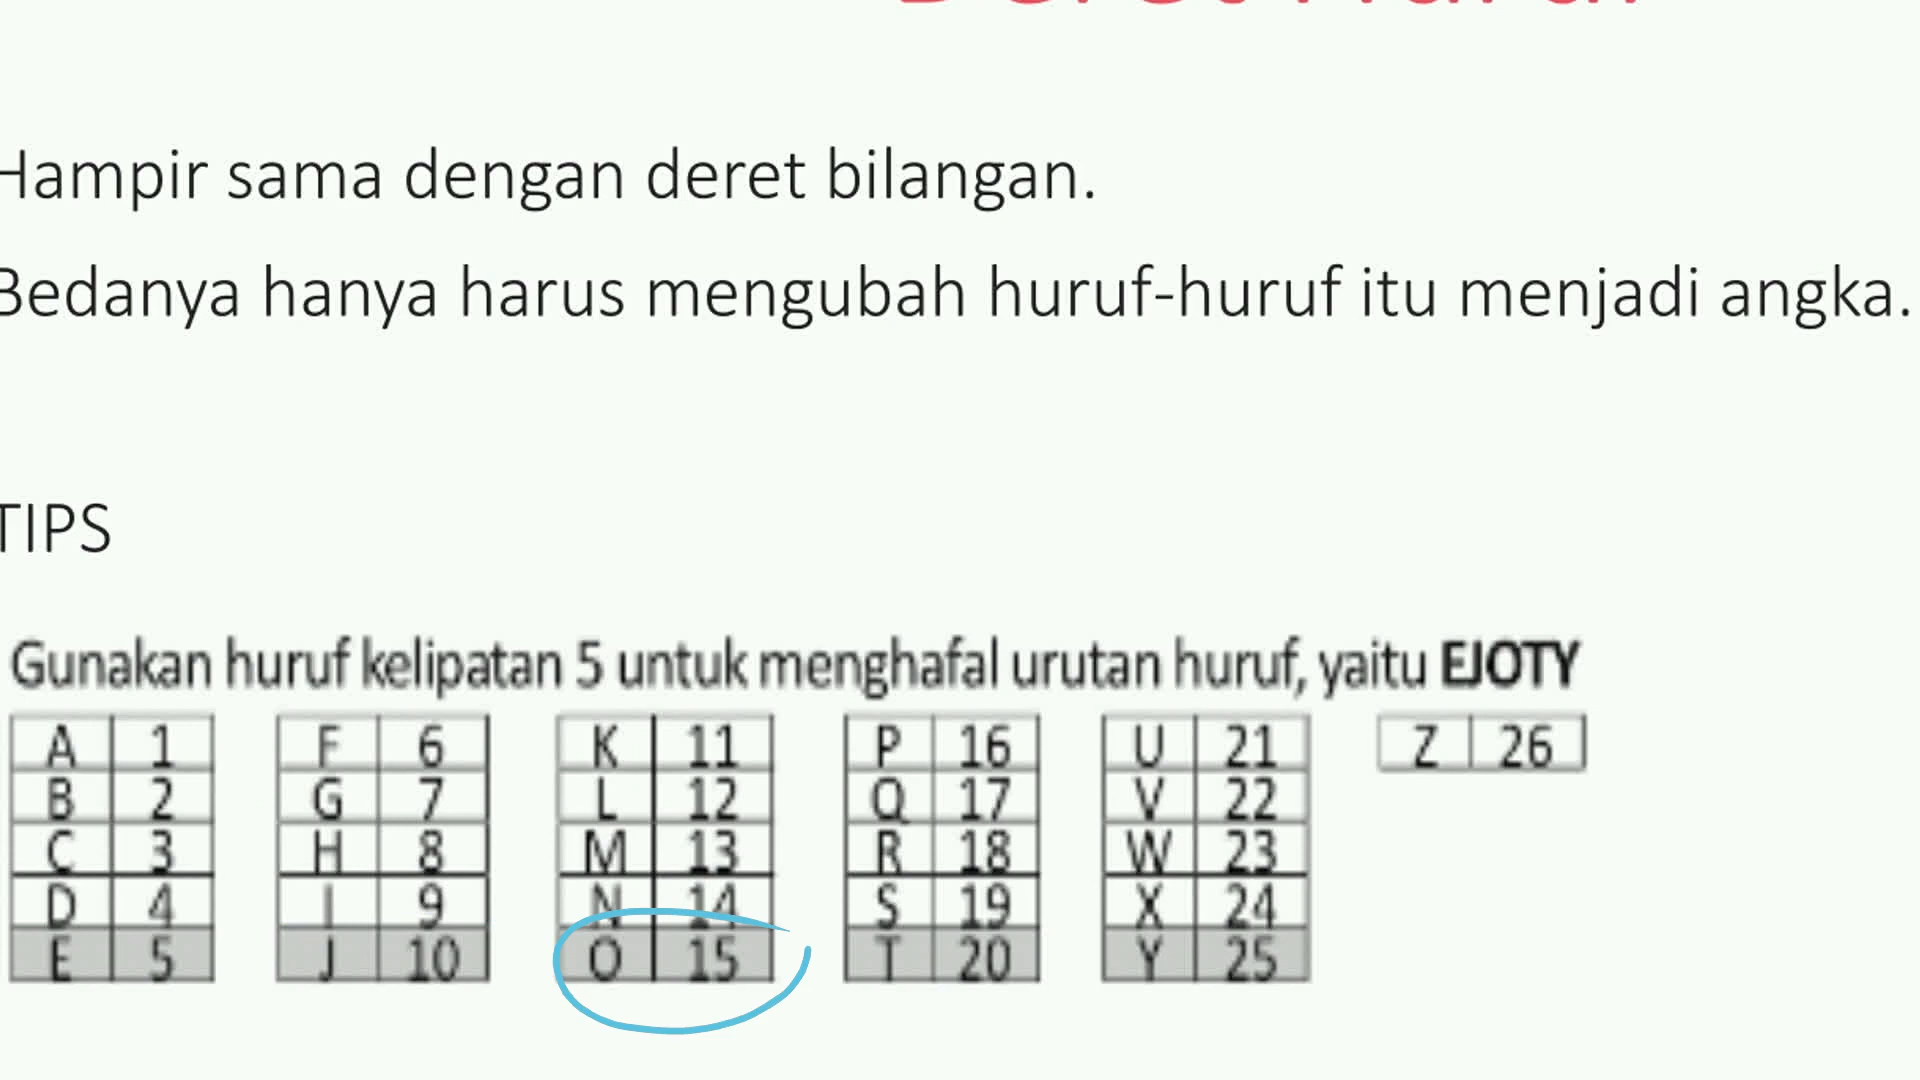 Hampir sama dengan deret bilangan.
Bedanya hanya harus mengubah huruf-huruf itu menjadi angka.
TIPS
Gunakan huruf kelipatan 5 untuk menghafal urutan huruf, yaitu EJOTY
A 1 F 6 K 11 P 16 U 21 Z 26
B 2 G 7 L 12 Q 17 V 22
C 3 H 8 M 13 R 18 W 23
D 4 I 9 N 14 S 19 X 24
E 5 J 10 O 15 T 20 Y 25